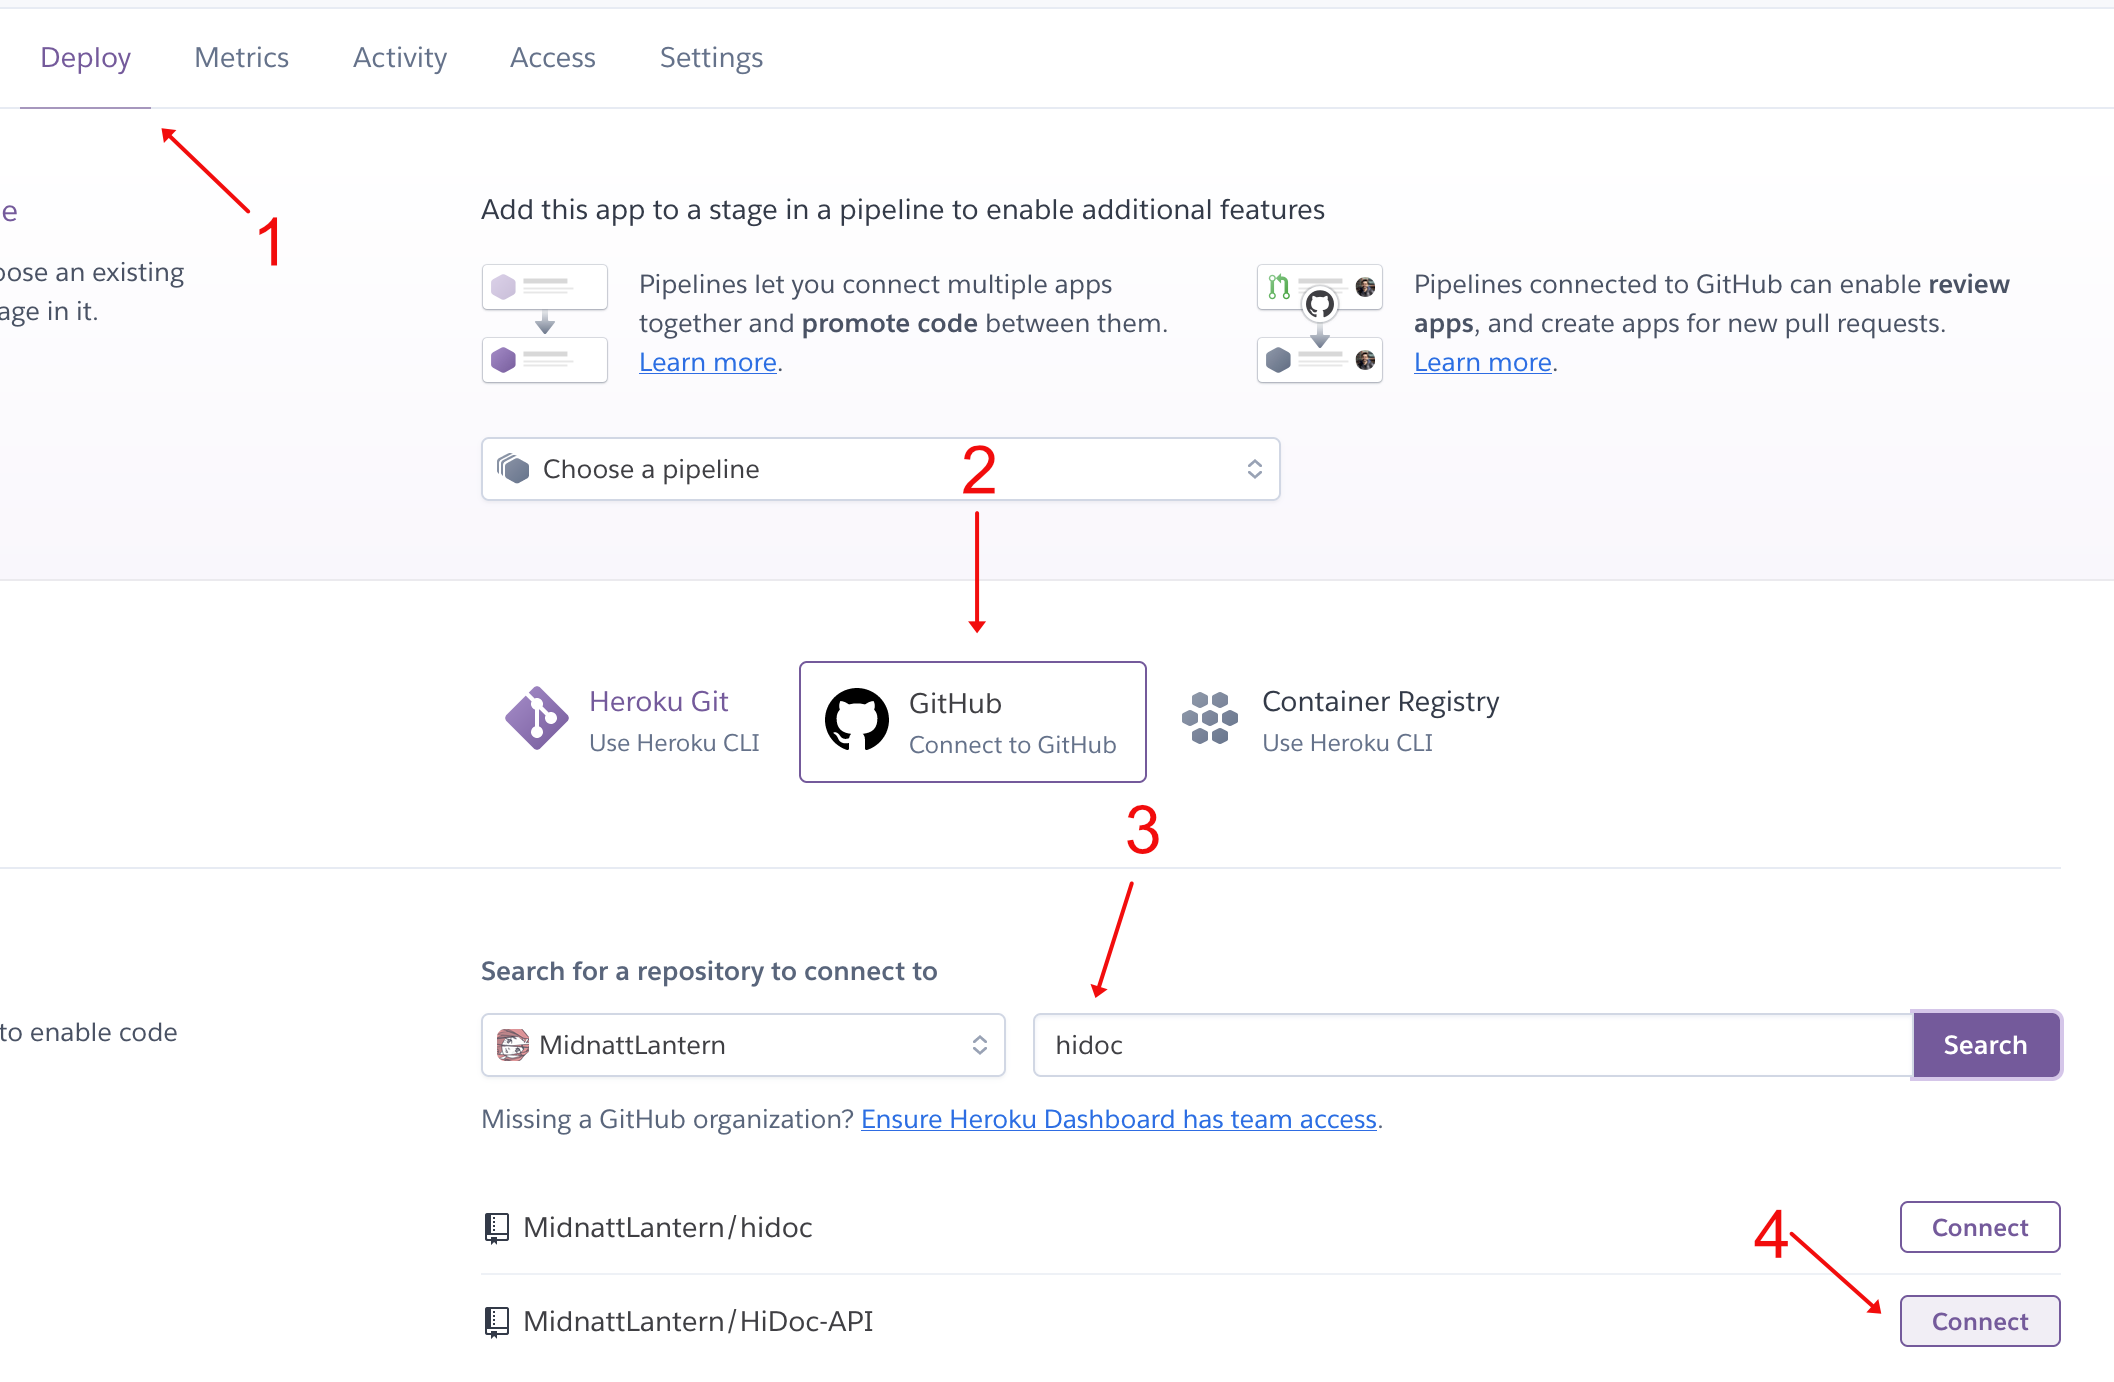 Deploy Metrics Activity Access Settings
1
e
oose an existing
age in it.
Add this app to a stage in a pipeline to enable additional features
Pipelines let you connect multiple apps
together and promote code between them.
Learn more.
Pipelines connected to GitHub can enable review
apps, and create apps for new pull requests.
Learn more.
Choose a pipeline
2
Heroku Git
Use Heroku CLI
GitHub
Connect to GitHub
Container Registry
Use Heroku CLI
3
Search for a repository to connect to
to enable code
MidnattLantern
hidoc
Search
Missing a GitHub organization? Ensure Heroku Dashboard has team access.
MidnattLantern/hidoc
Connect
4
MidnattLantern/HiDoc-API
Connect